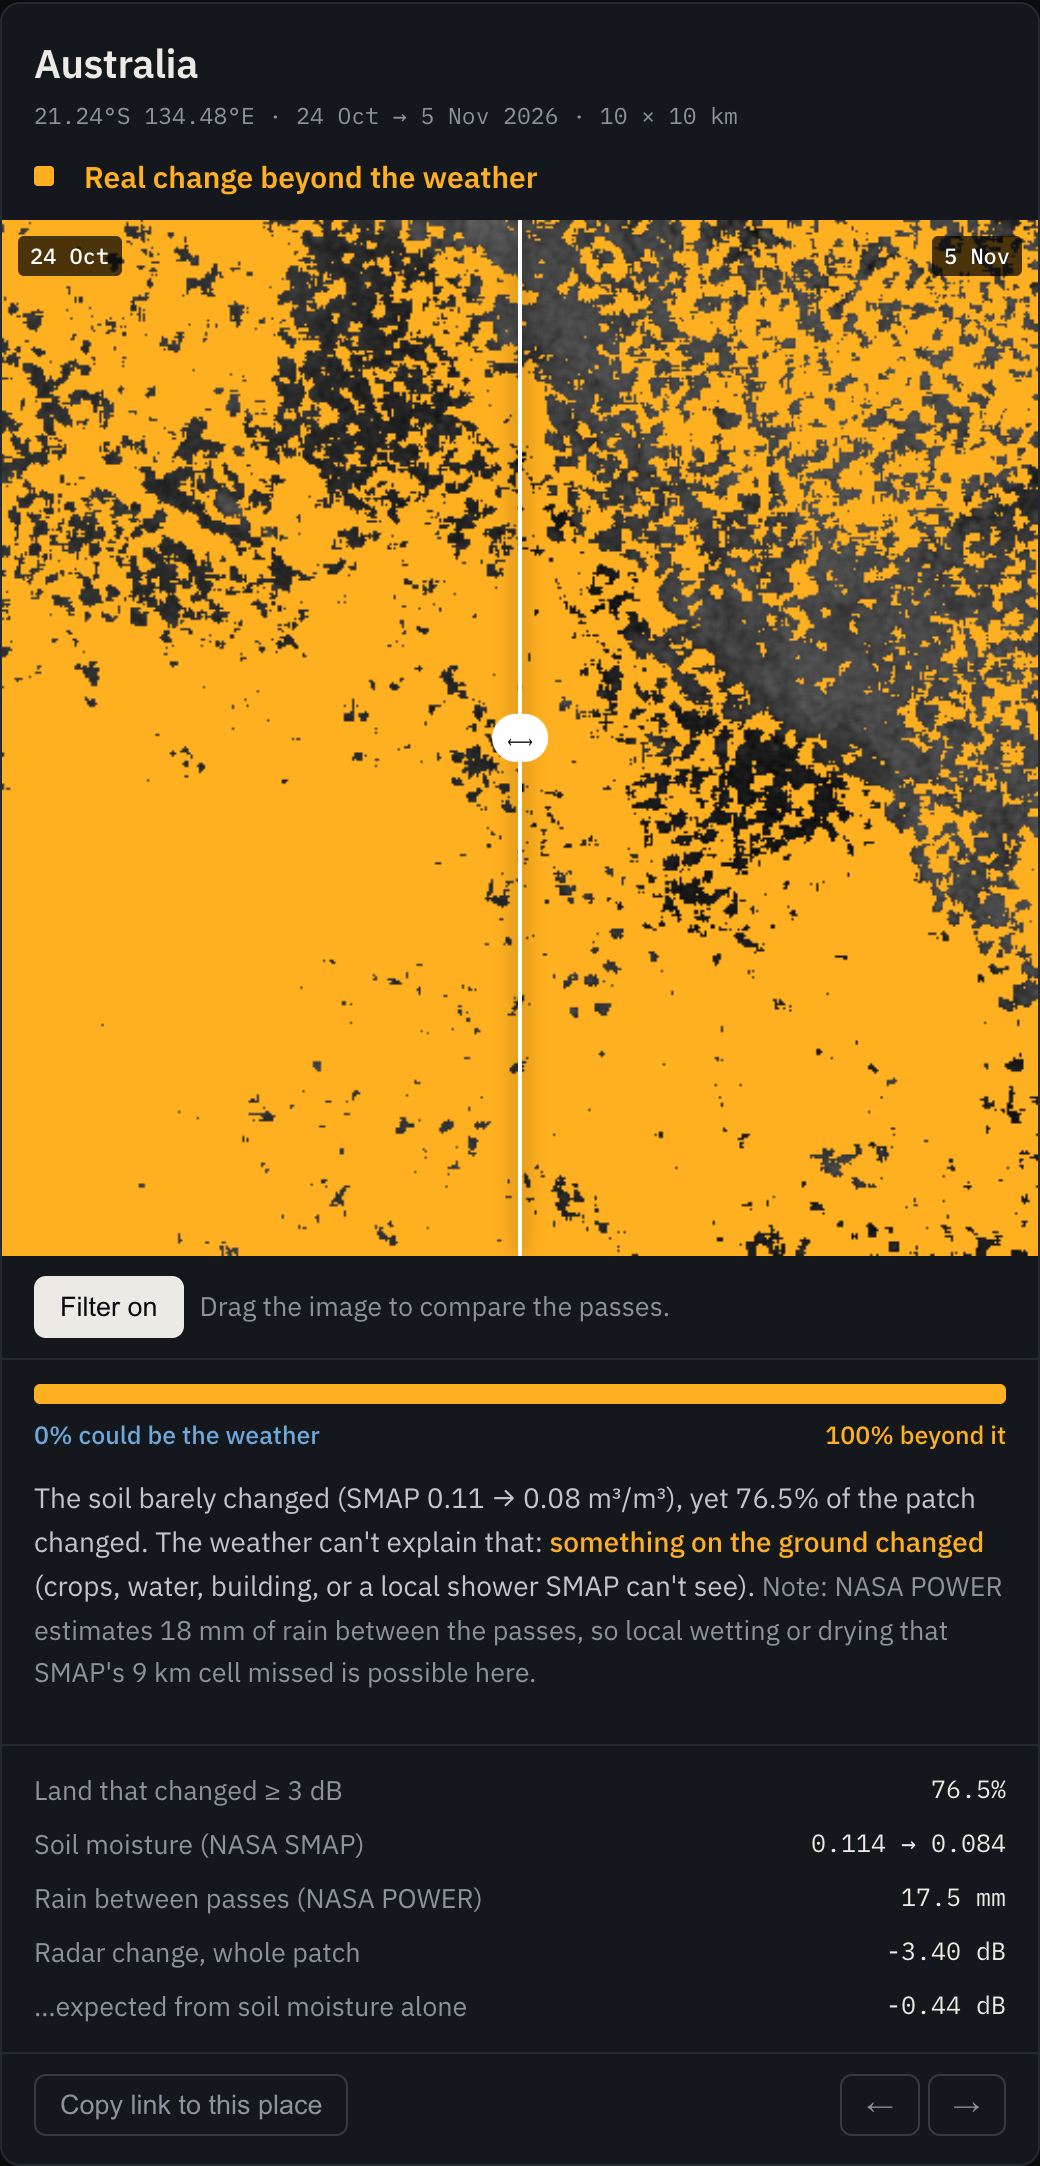 Australia
21.24°S 134.48°E · 24 Oct → 5 Nov 2026 · 10 × 10 km
Real change beyond the weather
24 Oct
5 Nov
Filter on
Drag the image to compare the passes.
0% could be the weather
100% beyond it
The soil barely changed (SMAP 0.11 → 0.08 m³/m³), yet 76.5% of the patch
changed. The weather can't explain that: something on the ground changed
(crops, water, building, or a local shower SMAP can't see). Note: NASA POWER
estimates 18 mm of rain between the passes, so local wetting or drying that
SMAP's 9 km cell missed is possible here.
Land that changed ≥ 3 dB
76.5%
Soil moisture (NASA SMAP)
0.114 → 0.084
Rain between passes (NASA POWER)
17.5 mm
Radar change, whole patch
-3.40 dB
...expected from soil moisture alone
-0.44 dB
Copy link to this place
← →